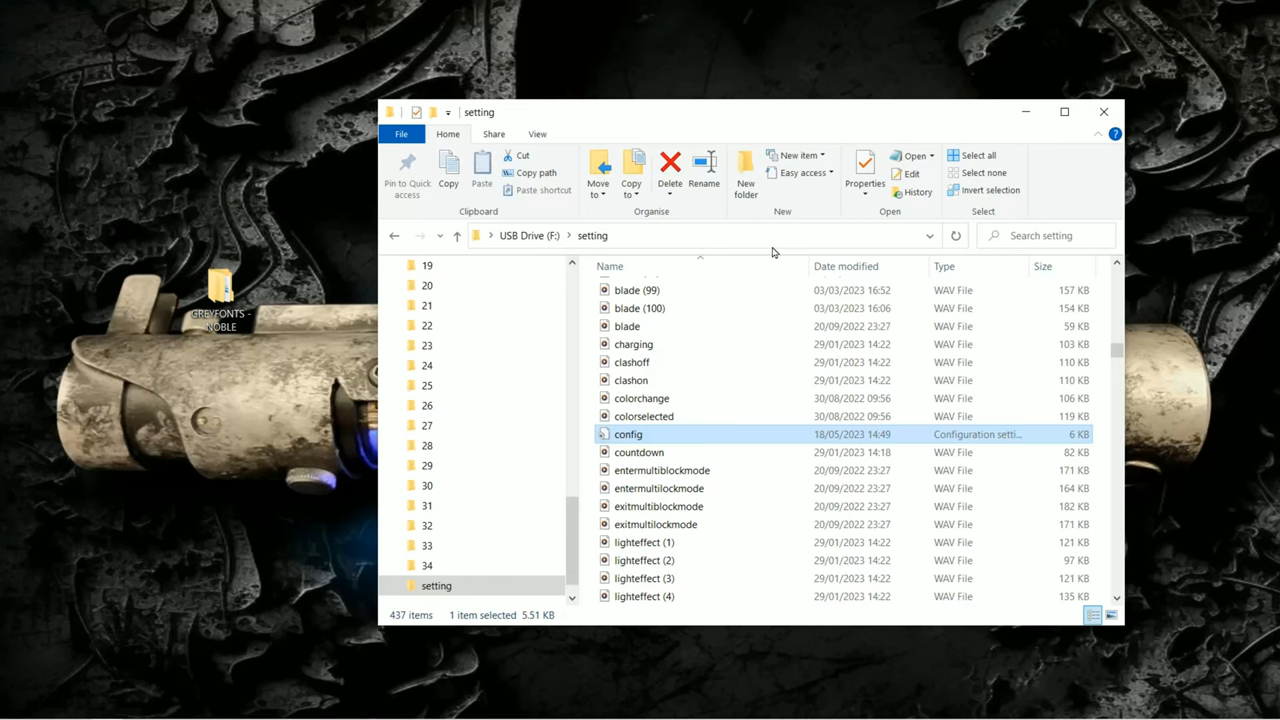 setting
File Home Share View
Pin to Quick access
Copy
Paste
Cut
Copy path
Paste shortcut
Clipboard
Move to
Copy to
Delete
Rename
Organise
New folder
New item
Easy access
New
Properties
Open
Edit
History
Open
Select all
Select none
Invert selection
Select
USB Drive (F:) setting
Search setting
Name Date modified Type Size
19
20
21
22
23
24
25
26
27
28
29
30
31
32
33
34
setting
blade (99) 03/03/2023 16:52 WAV File 157 KB
blade (100) 03/03/2023 16:06 WAV File 154 KB
blade 20/09/2022 23:27 WAV File 59 KB
charging 29/01/2023 14:22 WAV File 103 KB
clashoff 29/01/2023 14:22 WAV File 110 KB
clashon 29/01/2023 14:22 WAV File 110 KB
colorchange 30/08/2022 09:56 WAV File 106 KB
colorselected 30/08/2022 09:56 WAV File 119 KB
config 18/05/2023 14:49 Configuration setti... 6 KB
countdown 29/01/2023 14:18 WAV File 82 KB
entermultiblockmode 20/09/2022 23:27 WAV File 171 KB
entermultilockmode 20/09/2022 23:27 WAV File 164 KB
exitmultiblockmode 20/09/2022 23:27 WAV File 182 KB
exitmultilockmode 20/09/2022 23:27 WAV File 171 KB
lighteffect (1) 29/01/2023 14:22 WAV File 121 KB
lighteffect (2) 29/01/2023 14:22 WAV File 97 KB
lighteffect (3) 29/01/2023 14:22 WAV File 121 KB
lighteffect (4) 29/01/2023 14:22 WAV File 135 KB
437 items 1 item selected 5.51 KB
GREYFONTS -
NOBLE